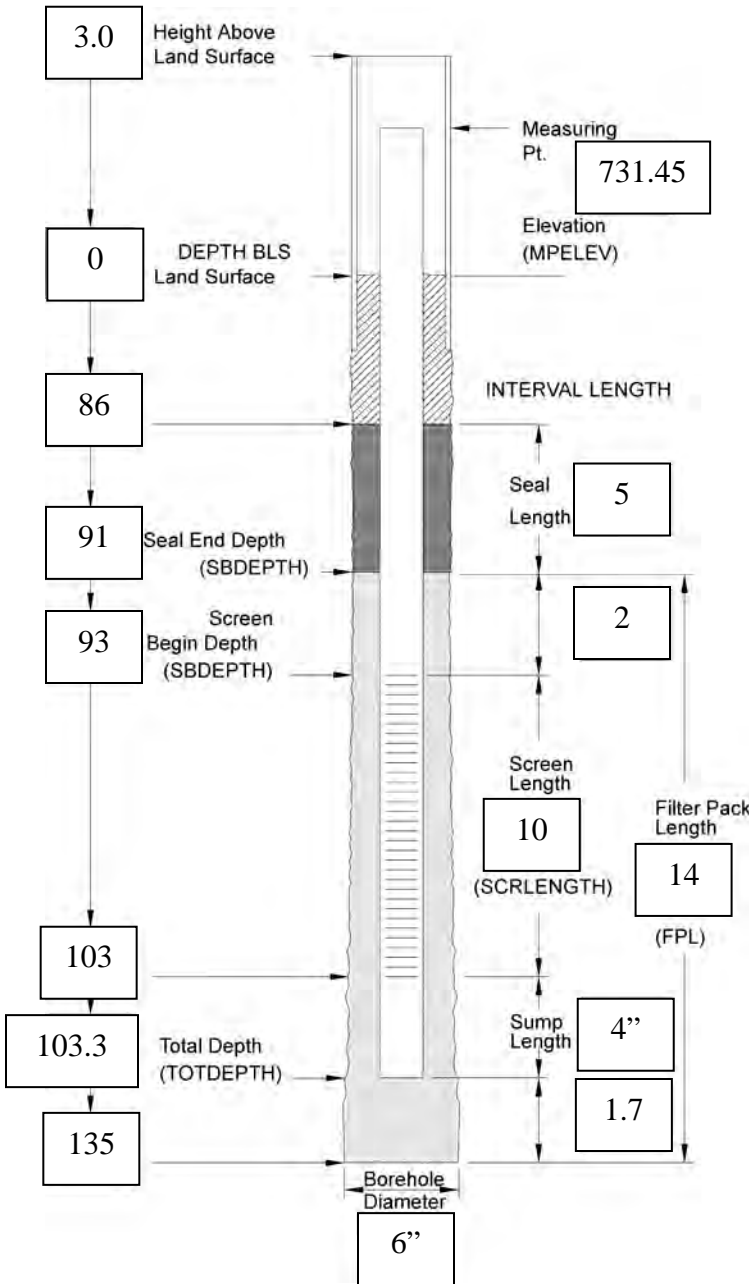 3.0
Height Above
Land Surface
Measuring
Pt.
731.45
Elevation
(MPELEV)
0
DEPTH BLS
Land Surface
86
INTERVAL LENGTH
Seal
Length
5
91
Seal End Depth
(SBDEPTH)
2
93
Screen
Begin Depth
(SBDEPTH)
Screen
Length
10
(SCRLENGTH)
Filter Pack
Length
14
(FPL)
103
103.3
Total Depth
(TOTDEPTH)
Sump
Length
4”
1.7
135
Borehole
Diameter
6”